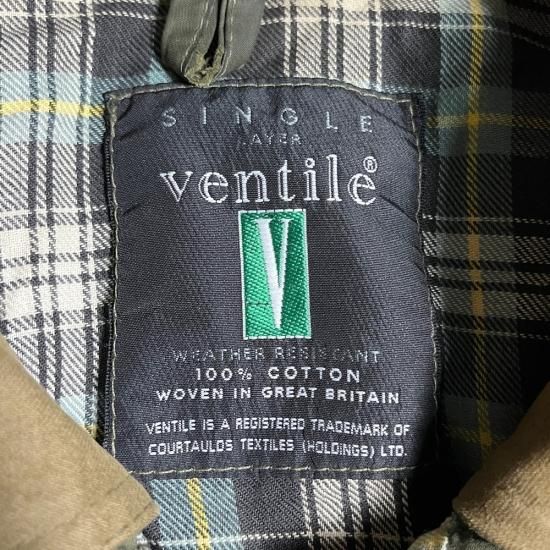 SINGLE
LAYER
ventile®
V
WEATHER RESISTANT
100% COTTON
WOVEN IN GREAT BRITAIN
VENTILE IS A REGISTERED TRADEMARK OF
COURTAULDS TEXTILES (HOLDINGS) LTD.